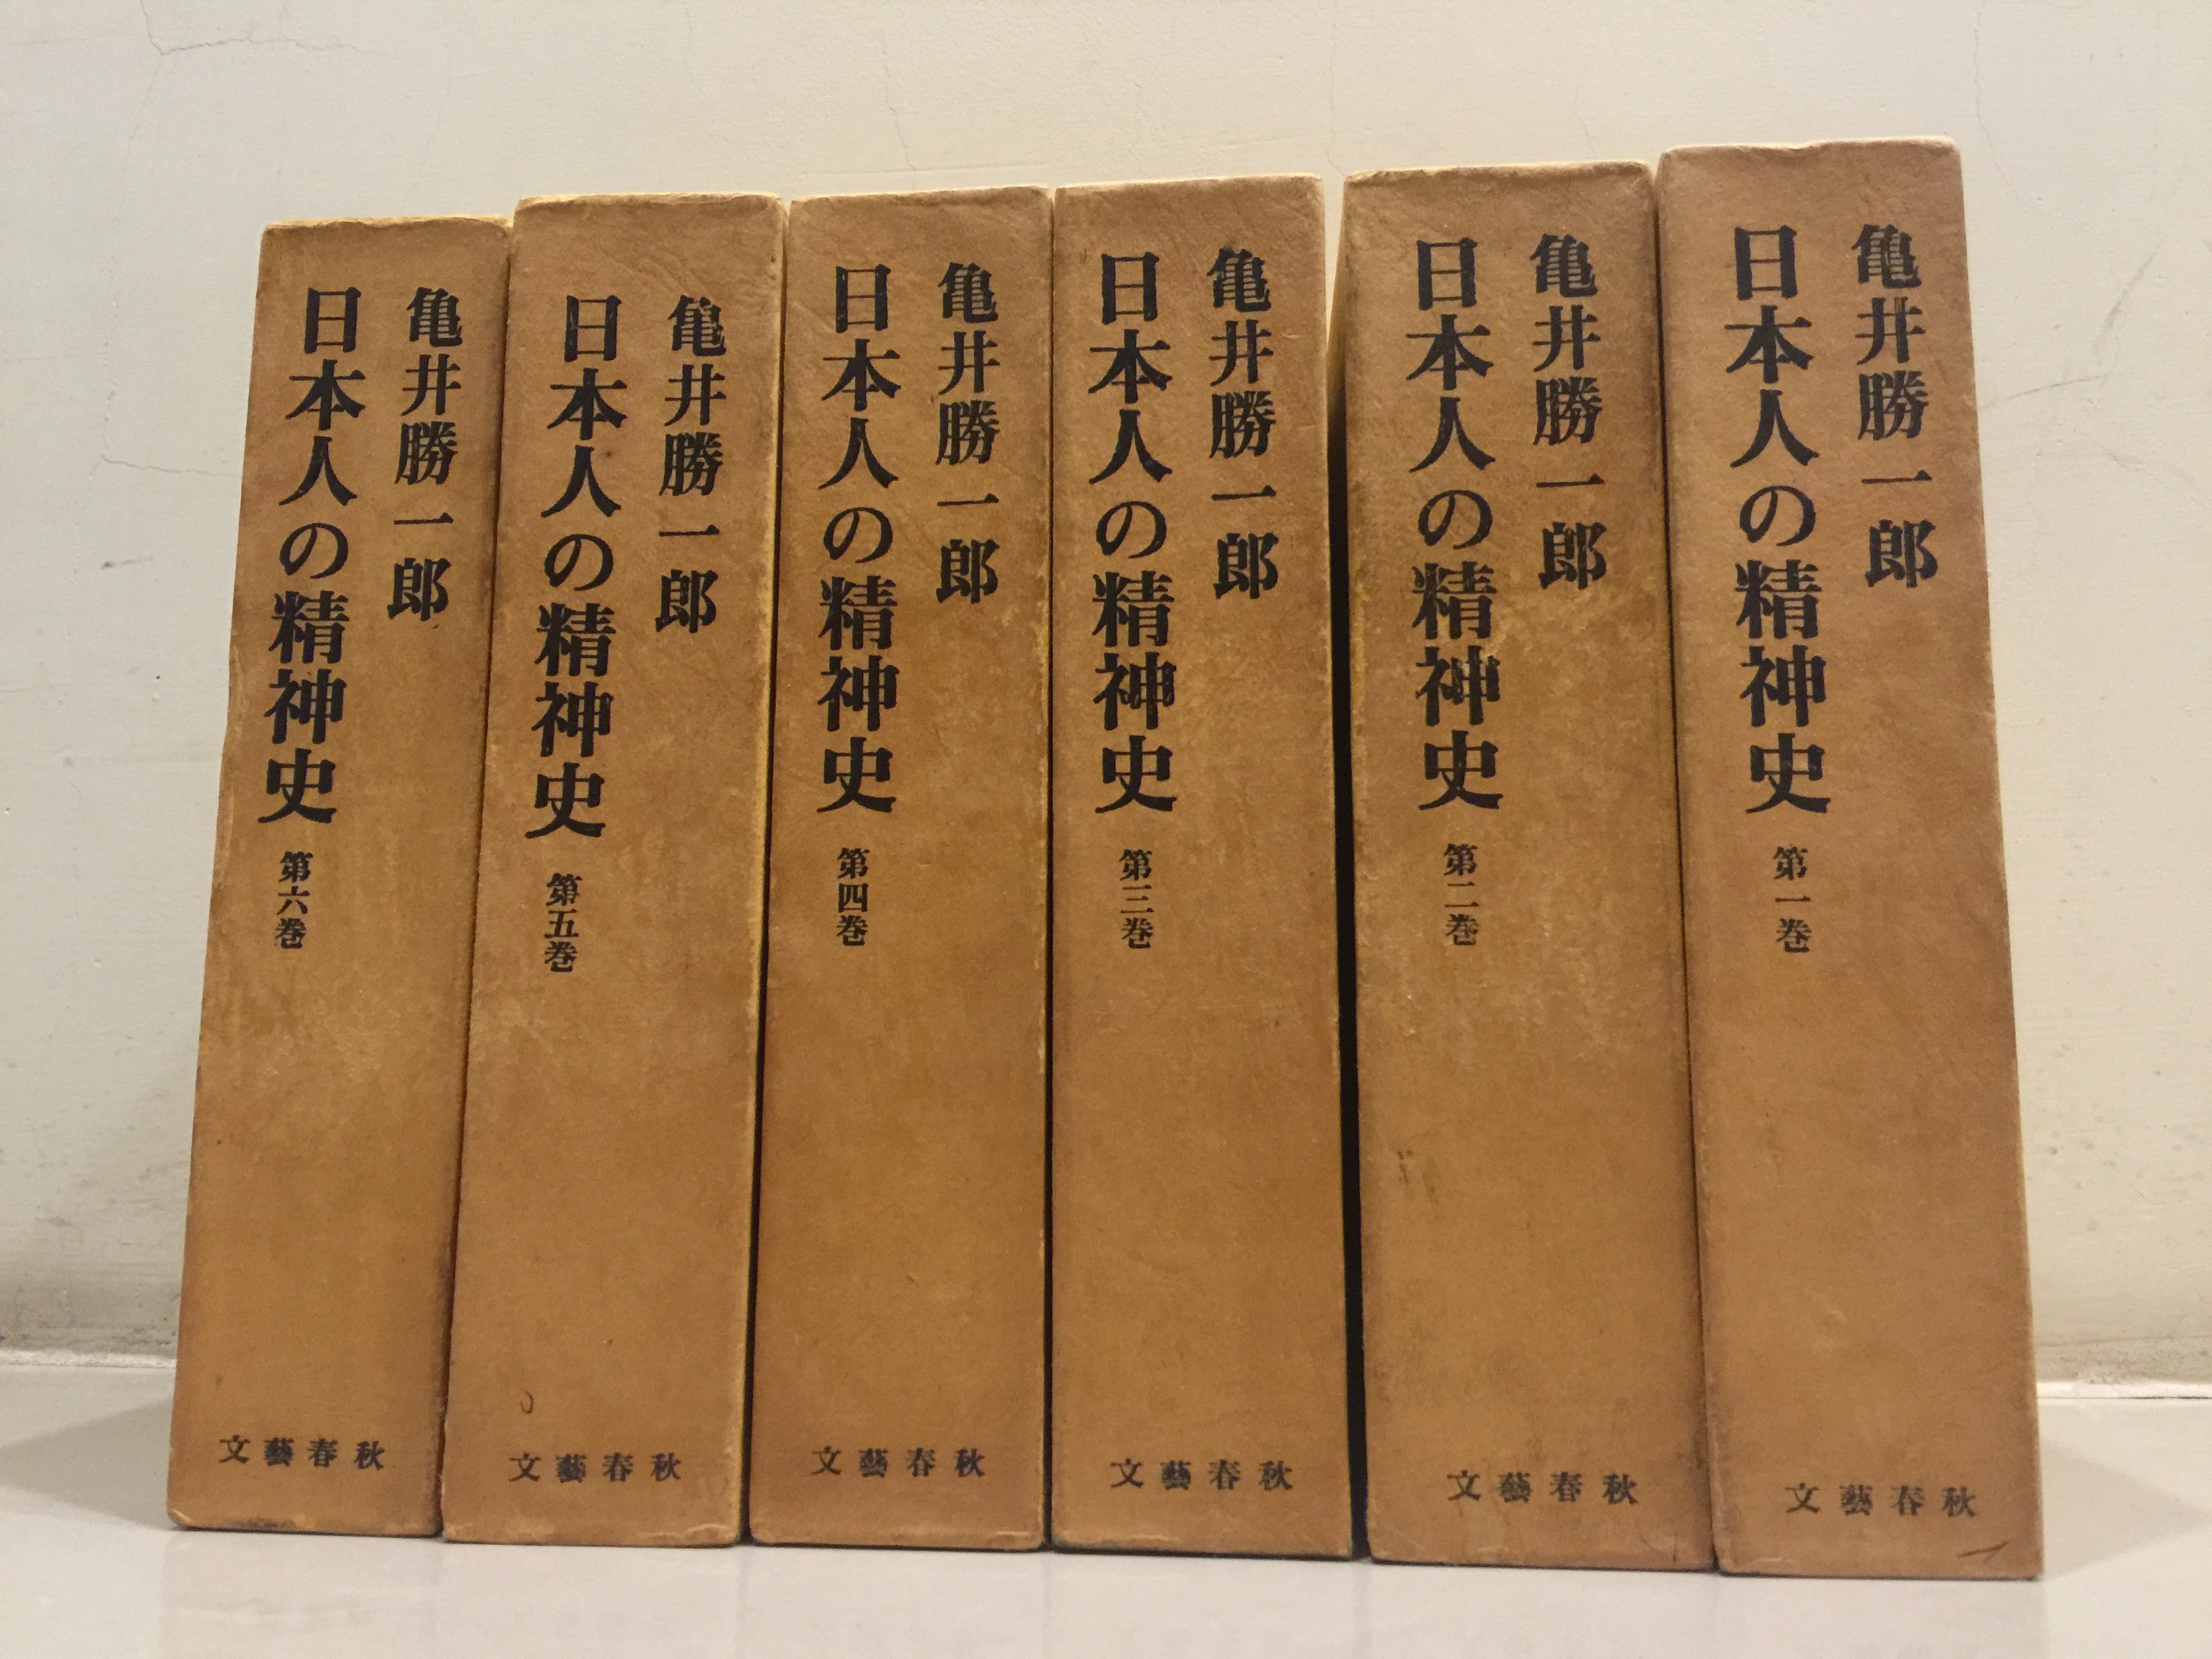 亀井勝一郎
日本人の精神史 第一巻
文藝春秋
亀井勝一郎
日本人の精神史 第二巻
文藝春秋
亀井勝一郎
日本人の精神史 第三巻
文藝春秋
亀井勝一郎
日本人の精神史 第四巻
文藝春秋
亀井勝一郎
日本人の精神史 第五巻
文藝春秋
亀井勝一郎
日本人の精神史 第六巻
文藝春秋